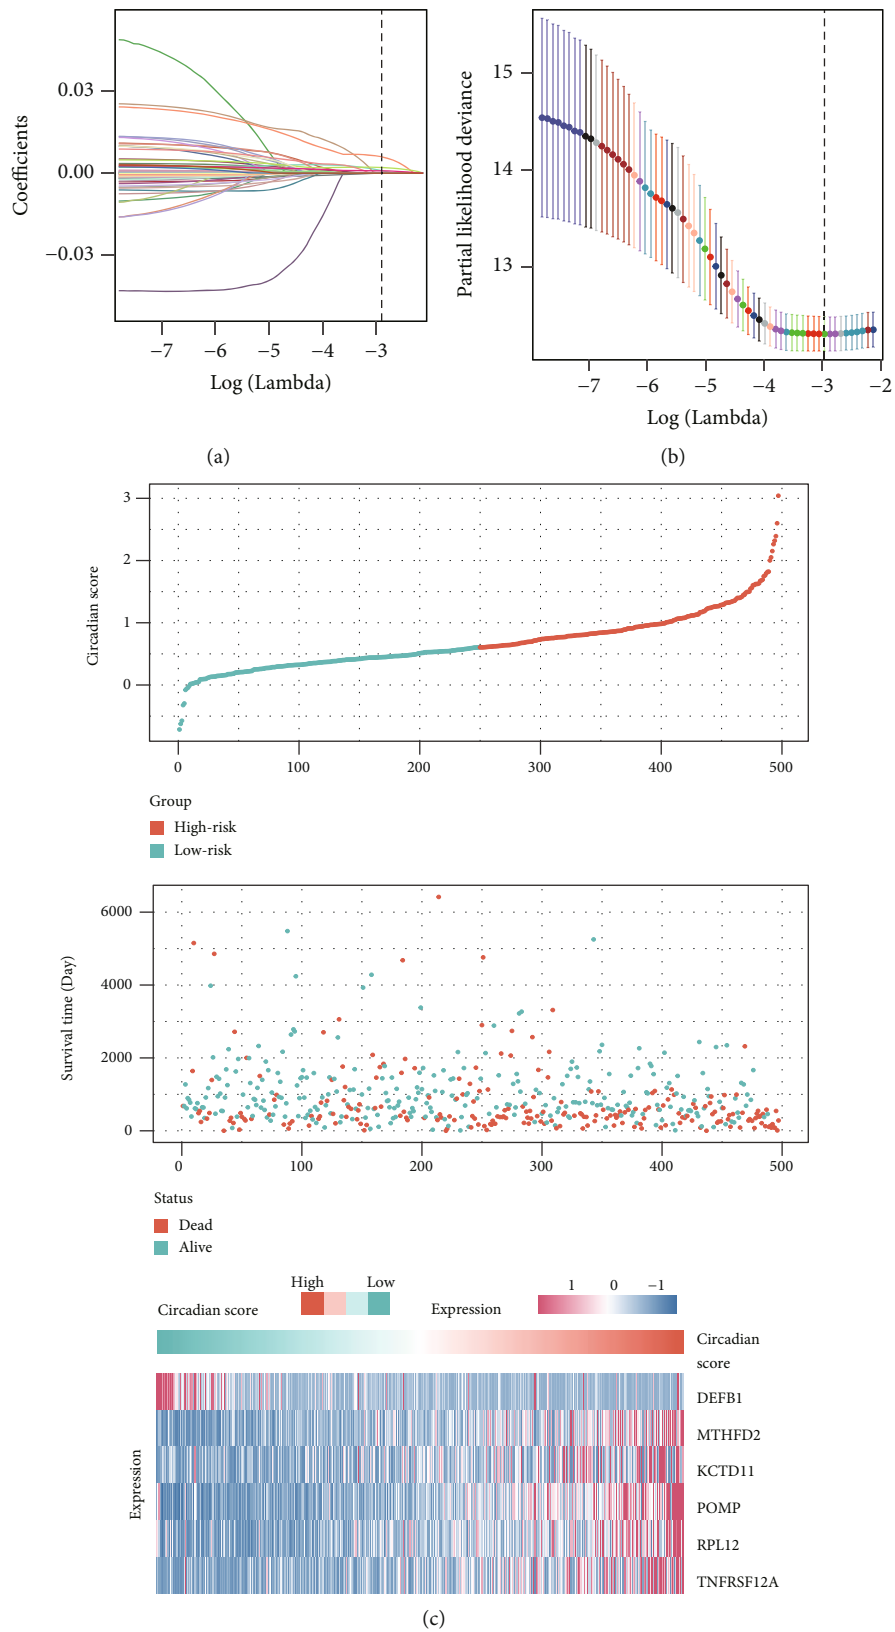 Coefficients
0.03
0.00
−0.03
−7 −6 −5 −4 −3
Log (Lambda)
(a)
Partial likelihood deviance
15
14
13
−7 −6 −5 −4 −3 −2
Log (Lambda)
(b)
Circadian score
3
2
1
0
0 100 200 300 400 500
Group
High-risk
Low-risk
Survival time (Day)
6000
4000
2000
0
0 100 200 300 400 500
Status
Dead
Alive
High Low
Circadian score
Expression
1 0 −1
Circadian
score
Expression
DEFB1
MTHFD2
KCTD11
POMP
RPL12
TNFRSF12A
(c)